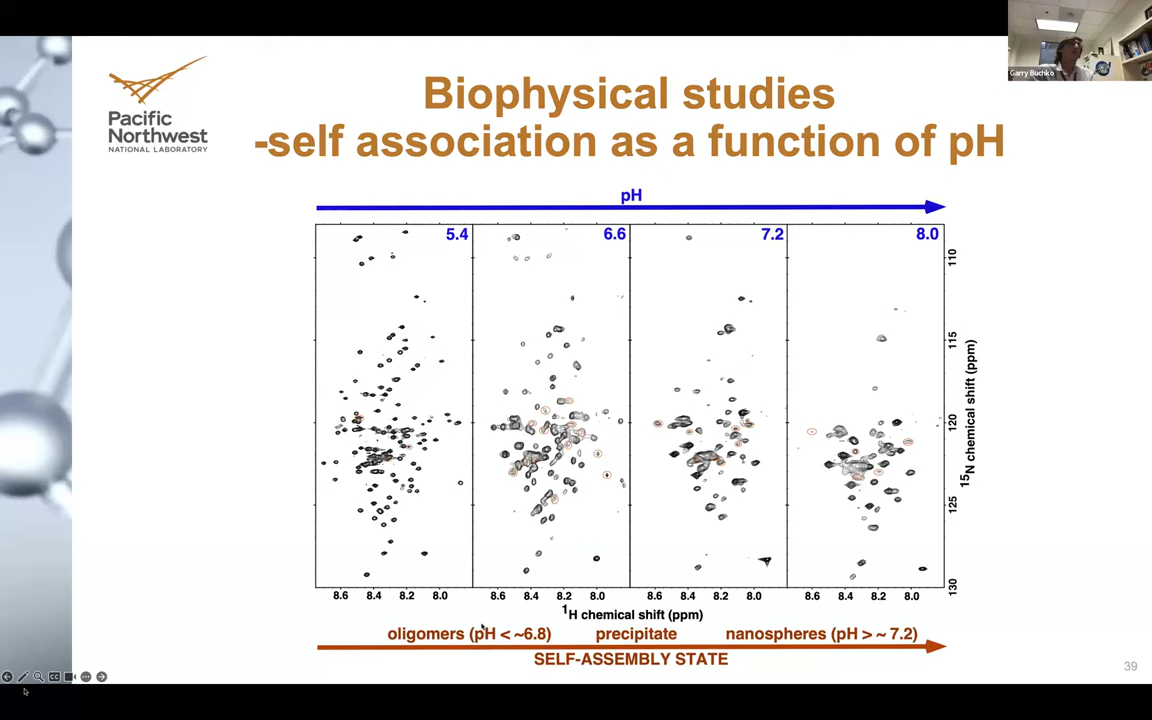 Garry Buchko
Pacific
Northwest
NATIONAL LABORATORY
Biophysical studies
-self association as a function of pH
pH
5.4
6.6
7.2
8.0
110
115
120
125
130
15N chemical shift (ppm)
8.6 8.4 8.2 8.0 8.6 8.4 8.2 8.0 8.6 8.4 8.2 8.0 8.6 8.4 8.2 8.0
1H chemical shift (ppm)
oligomers (pH < ~6.8) precipitate nanospheres (pH > ~ 7.2)
SELF-ASSEMBLY STATE
39
CC